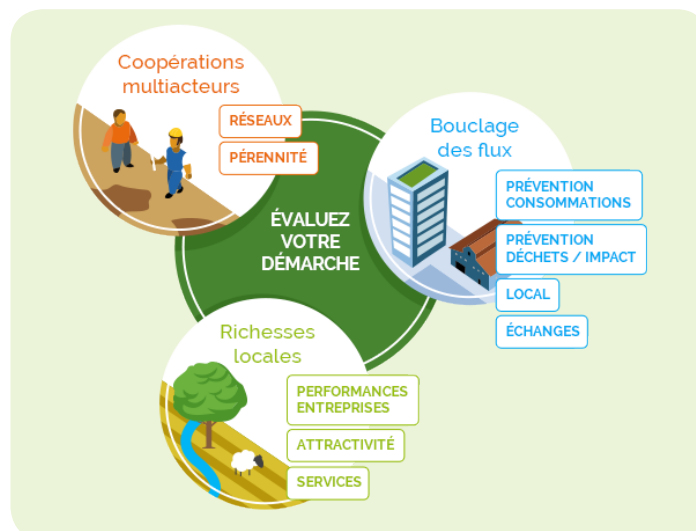 Coopérations
multiacteurs
RÉSEAUX
PÉRENNITÉ
Bouclage
des flux
PRÉVENTION
CONSOMMATIONS
PRÉVENTION
DÉCHETS / IMPACT
LOCAL
ÉCHANGES
ÉVALUEZ
VOTRE
DÉMARCHE
Richesses
locales
PERFORMANCES
ENTREPRISES
ATTRACTIVITÉ
SERVICES